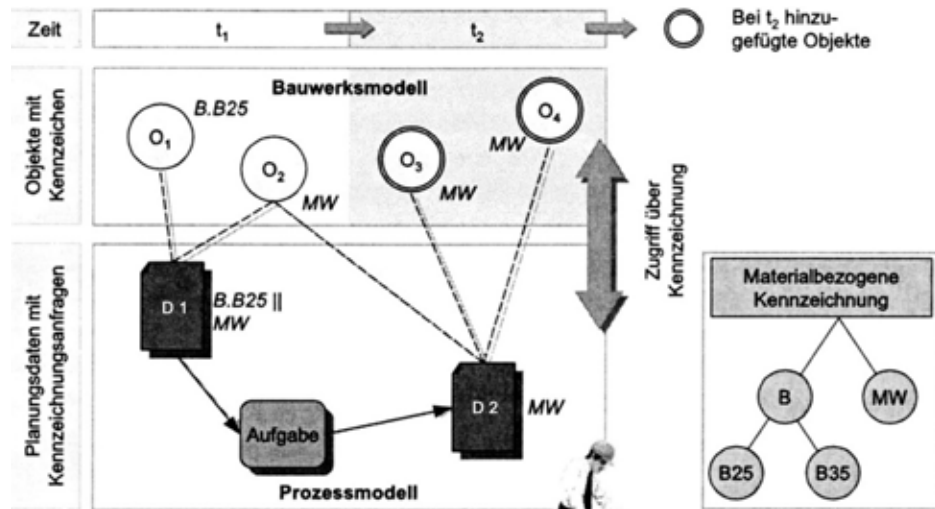 Zeit
t1
t2
Bei t2 hinzu-
gefügte Objekte
Objekte mit
Kennzeichen
Bauwerksmodell
O1
B.B25
O2
MW
O3
MW
O4
MW
Zugriff über
Kennzeichnung
Planungsdaten mit
Kennzeichnungsanfragen
D 1
B.B25 ||
MW
Aufgabe
D 2
MW
Prozessmodell
Materialbezogene
Kennzeichnung
B
MW
B25
B35